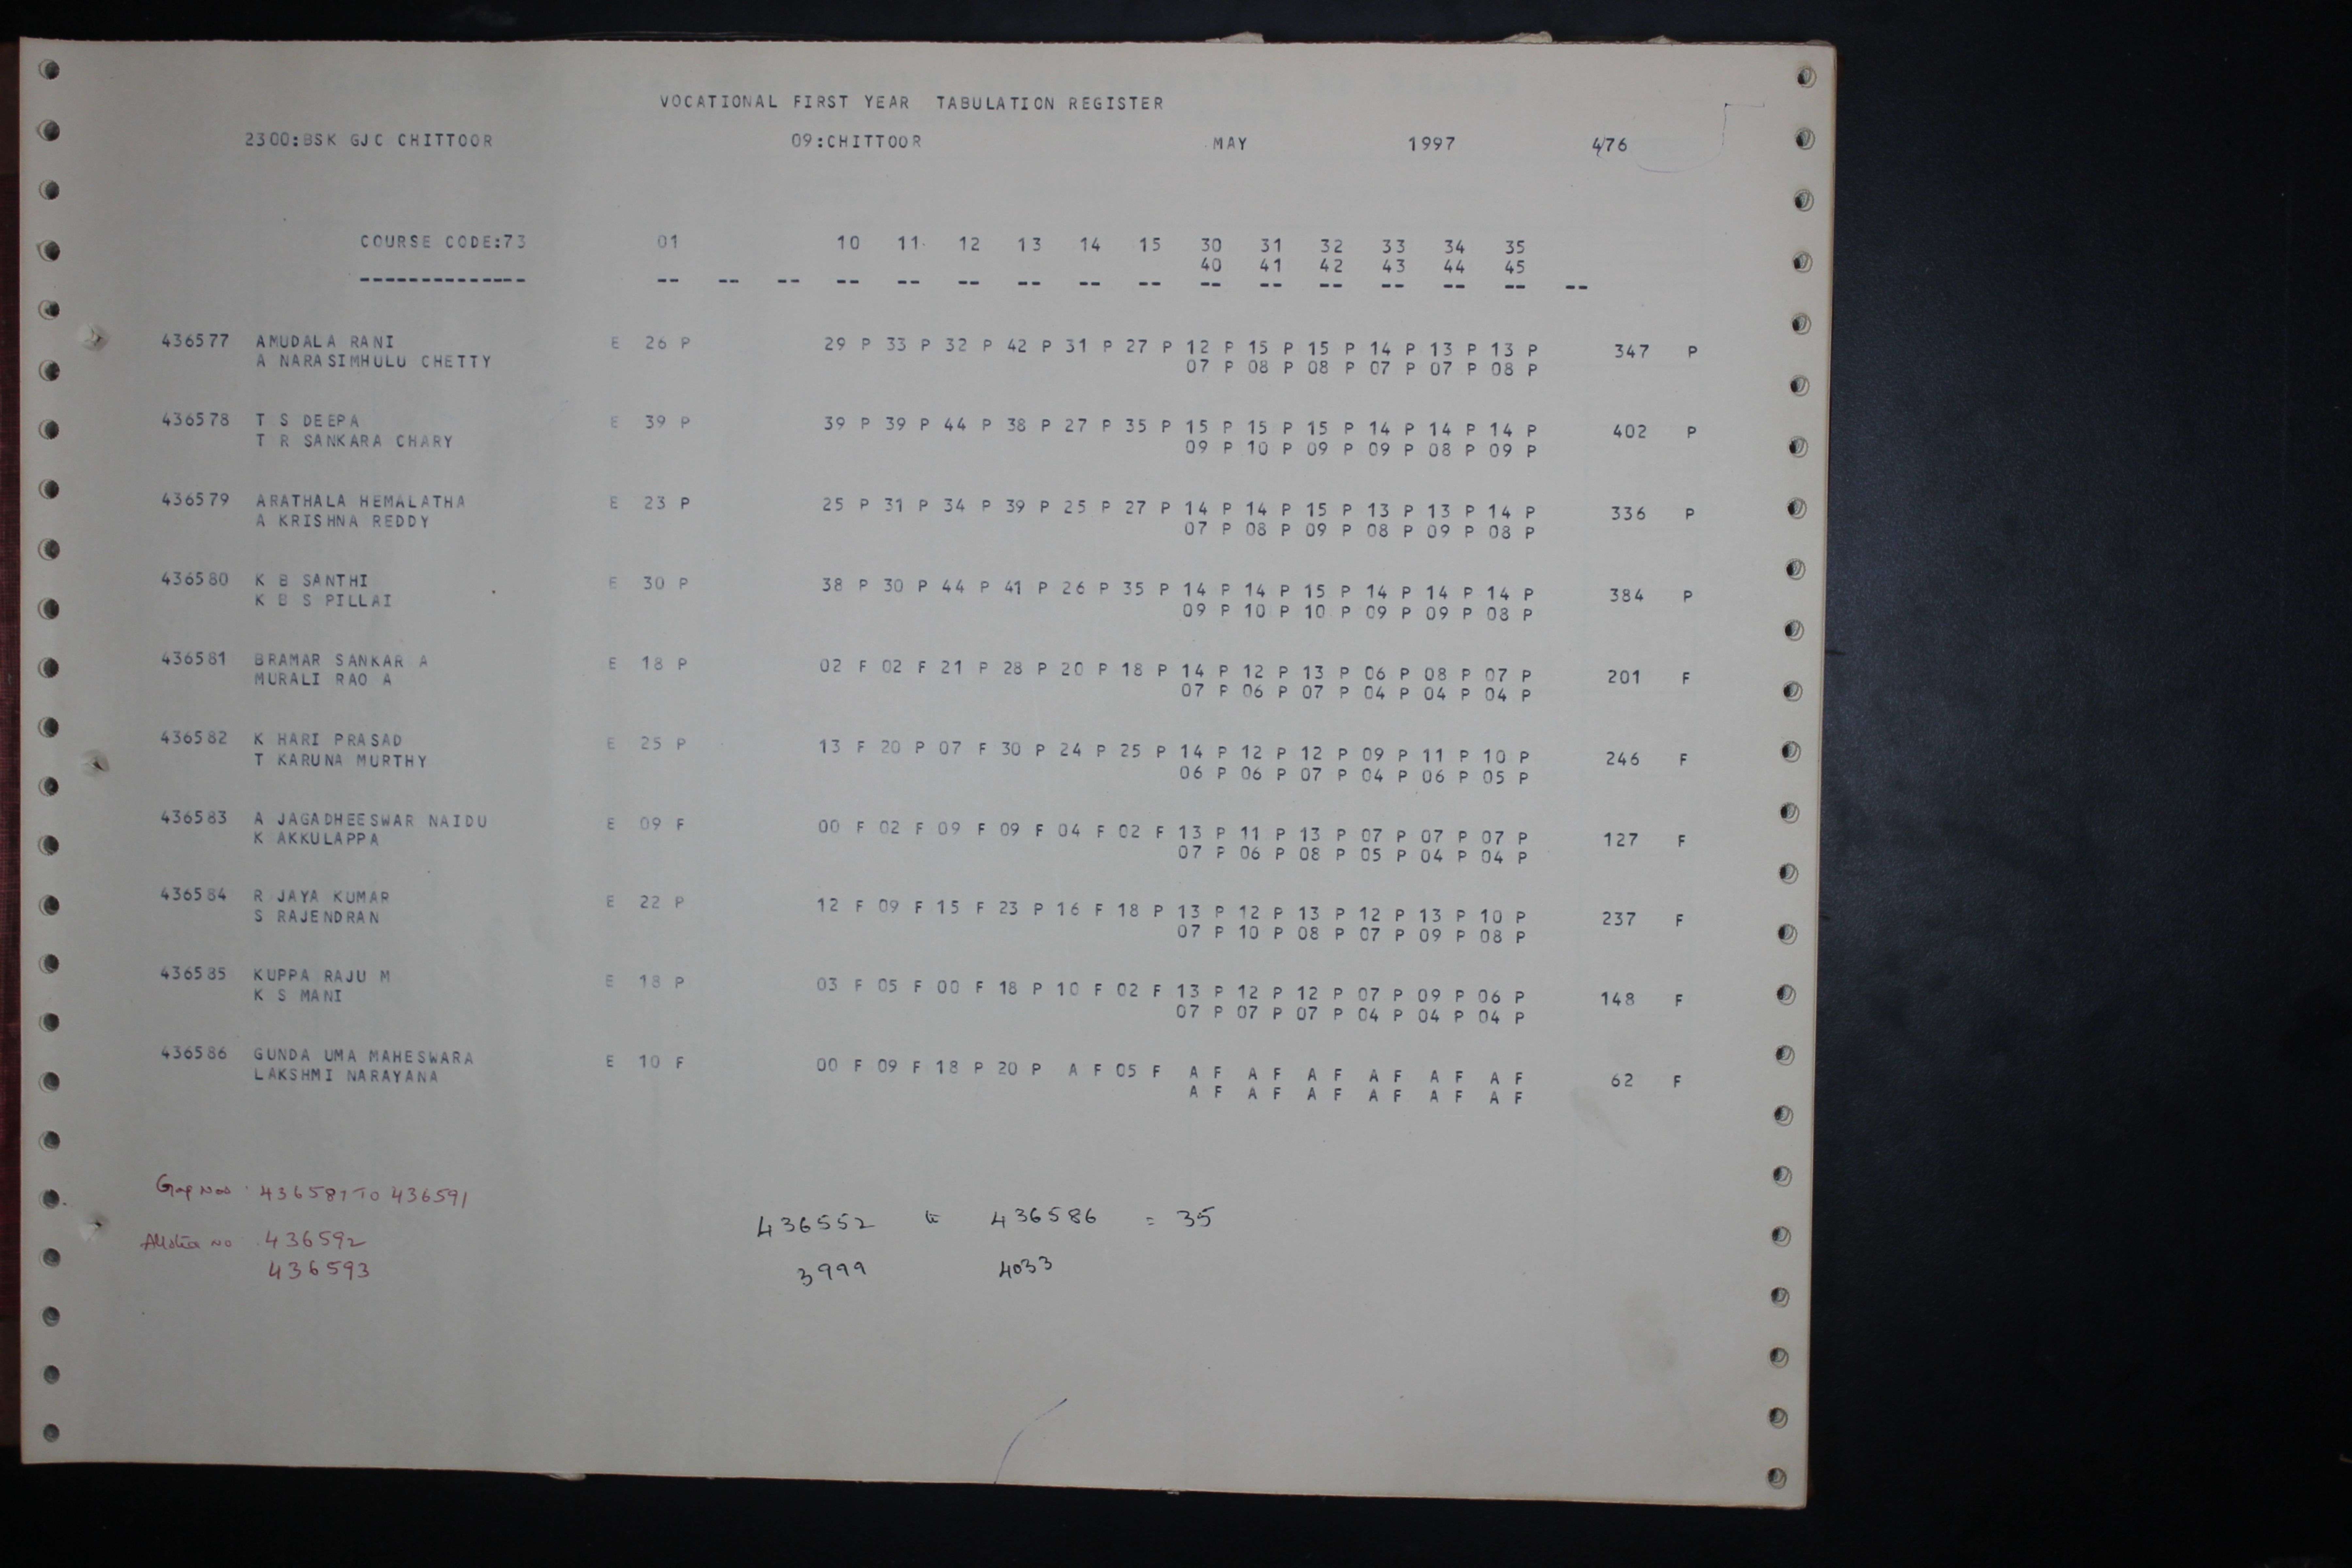 VOCATIONAL FIRST YEAR TABULATION REGISTER
2300:BSK GJC CHITTOOR 09:CHITTOOR MAY 1997 476
COURSE CODE:73 01 10 11 12 13 14 15 30 31 32 33 34 35
40 41 42 43 44 45
-------------- -- -- -- -- -- -- -- -- -- -- -- -- -- -- -- --
436577 AMUDALA RANI E 26 P 29 P 33 P 32 P 42 P 31 P 27 P 12 P 15 P 15 P 14 P 13 P 13 P 347 P
A NARASIMHULU CHETTY 07 P 08 P 08 P 07 P 07 P 08 P
436578 T S DEEPA E 39 P 39 P 39 P 44 P 38 P 27 P 35 P 15 P 15 P 15 P 14 P 14 P 14 P 402 P
T R SANKARA CHARY 09 P 10 P 09 P 09 P 08 P 09 P
436579 ARATHALA HEMALATHA E 23 P 25 P 31 P 34 P 39 P 25 P 27 P 14 P 14 P 15 P 13 P 13 P 14 P 336 P
A KRISHNA REDDY 07 P 08 P 09 P 08 P 09 P 08 P
436580 K B SANTHI E 30 P 38 P 30 P 44 P 41 P 26 P 35 P 14 P 14 P 15 P 14 P 14 P 14 P 384 P
K B S PILLAI 09 P 10 P 10 P 09 P 09 P 08 P
436581 BRAMAR SANKAR A E 18 P 02 F 02 F 21 P 28 P 20 P 18 P 14 P 12 P 13 P 06 P 08 P 07 P 201 F
MURALI RAO A 07 P 06 P 07 P 04 P 04 P 04 P
436582 K HARI PRASAD E 25 P 13 F 20 P 07 F 30 P 24 P 25 P 14 P 12 P 12 P 09 P 11 P 10 P 246 F
T KARUNA MURTHY 06 P 06 P 07 P 04 P 06 P 05 P
436583 A JAGADHEESWAR NAIDU E 09 F 00 F 02 F 09 F 09 F 04 F 02 F 13 P 11 P 13 P 07 P 07 P 07 P 127 F
K AKKULAPPA 07 P 06 P 08 P 05 P 04 P 04 P
436584 R JAYA KUMAR E 22 P 12 F 09 F 15 F 23 P 16 F 18 P 13 P 12 P 13 P 12 P 13 P 10 P 237 F
S RAJENDRAN 07 P 10 P 08 P 07 P 09 P 08 P
436585 KUPPA RAJU M E 18 P 03 F 05 F 00 F 18 P 10 F 02 F 13 P 12 P 12 P 07 P 09 P 06 P 148 F
K S MANI 07 P 07 P 07 P 04 P 04 P 04 P
436586 GUNDA UMA MAHESWARA E 10 F 00 F 09 F 18 P 20 P A F 05 F A F A F A F A F A F A F 62 F
LAKSHMI NARAYANA A F A F A F A F A F A F
Gap Nos 436587 TO 436591
No 436592
436593
436552 to 436586 = 35
3999 4033